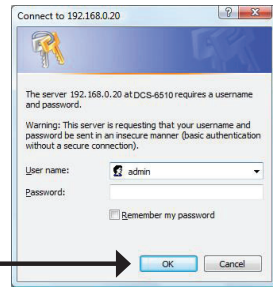 Connect to 192.168.0.20
The server 192.168.0.20 at DCS-6510 requires a username
and password.
Warning: This server is requesting that your username and
password be sent in an insecure manner (basic authentication
without a secure connection).
User name:
admin
Password:
Remember my password
OK
Cancel